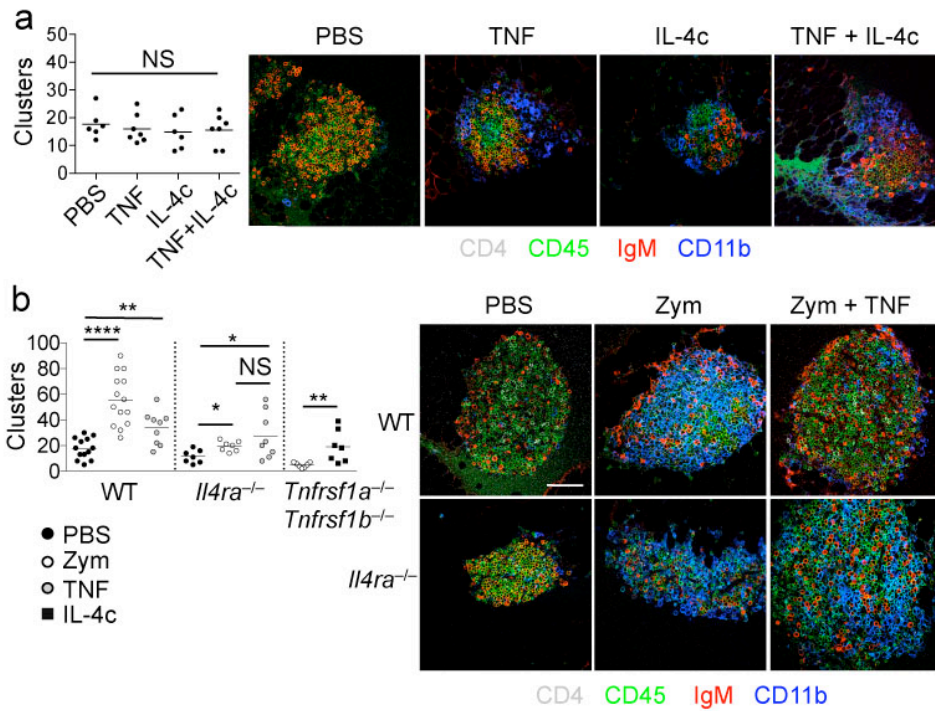 a
Clusters
50
40
30
20
10
0
NS
PBS
TNF
IL-4c
TNF+IL-4c
PBS TNF IL-4c TNF + IL-4c
CD4 CD45 IgM CD11b
b
Clusters
100
80
60
40
20
0
****
**
*
*
NS
**
WT
Il4ra–/–
Tnfrsf1a–/–
Tnfrsf1b–/–
PBS
Zym
TNF
IL-4c
PBS Zym Zym + TNF
WT
Il4ra–/–
CD4 CD45 IgM CD11b